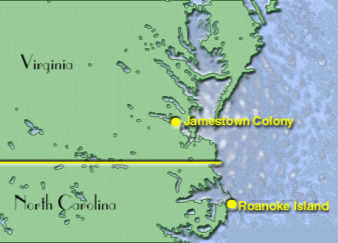 Virginia
Jamestown Colony
North Carolina
Roanoke Island